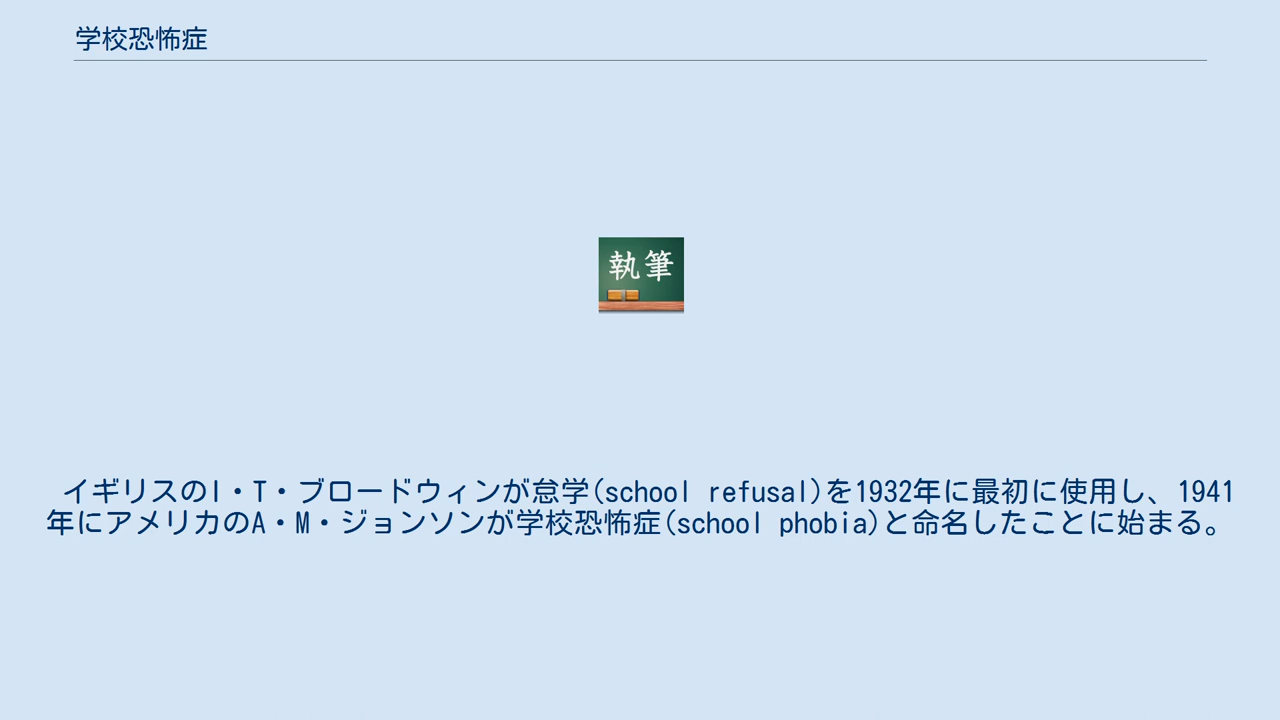 学校恐怖症
執筆
イギリスのI・T・ブロードウィンが怠学(school refusal)を1932年に最初に使用し、1941
年にアメリカのA・M・ジョンソンが学校恐怖症(school phobia)と命名したことに始まる。